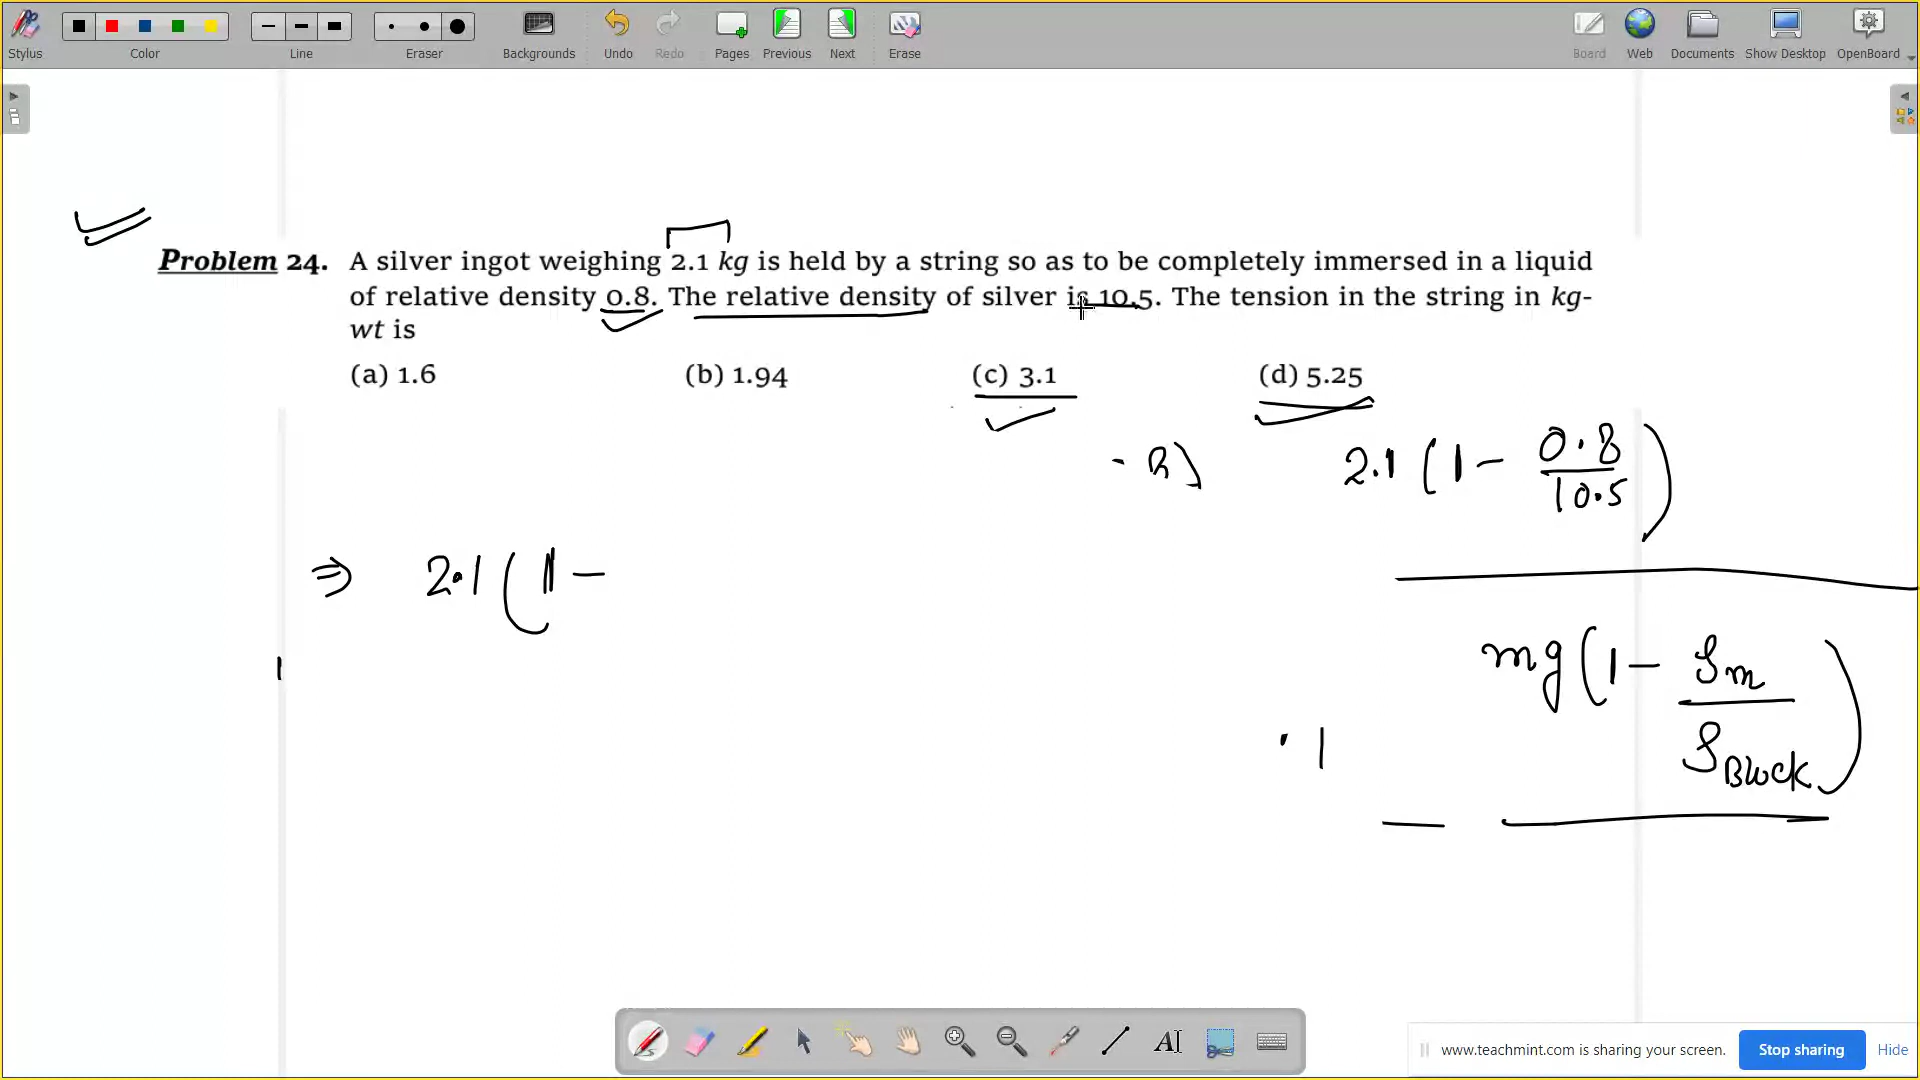 Stylus
Color
Line
Eraser
Backgrounds
Undo
Redo
Pages
Previous
Next
Erase
Board
Web
Documents
Show Desktop
OpenBoard
Problem 24. A silver ingot weighing 2.1 kg is held by a string so as to be completely immersed in a liquid
of relative density 0.8. The relative density of silver is 10.5. The tension in the string in kg-
wt is
(a) 1.6 (b) 1.94 (c) 3.1 (d) 5.25
2.1 ( 1 - 0.8 / 10.5 )
⇒ 2.1 ( 1 -
mg ( 1 - ρm / ρBlock )
www.teachmint.com is sharing your screen.
Stop sharing
Hide